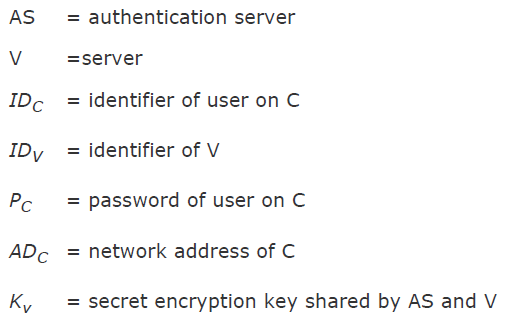 AS = authentication server
V =server
IDC = identifier of user on C
IDV = identifier of V
PC = password of user on C
ADC = network address of C
Kv = secret encryption key shared by AS and V